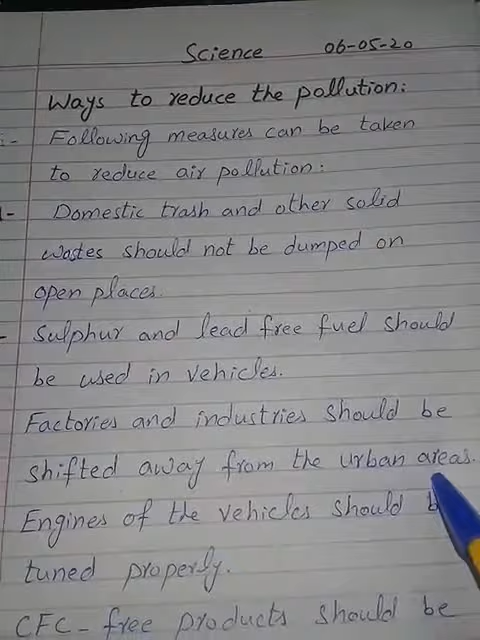 Science 06-05-20
Ways to reduce the pollution:
:- Following measures can be taken
to reduce air pollution:
- Domestic trash and other solid
wastes should not be dumped on
open places.
- Sulphur and lead free fuel should
be used in vehicles.
Factories and industries should be
shifted away from the urban areas.
Engines of the vehicles should b
tuned properly.
CFC - free products should be